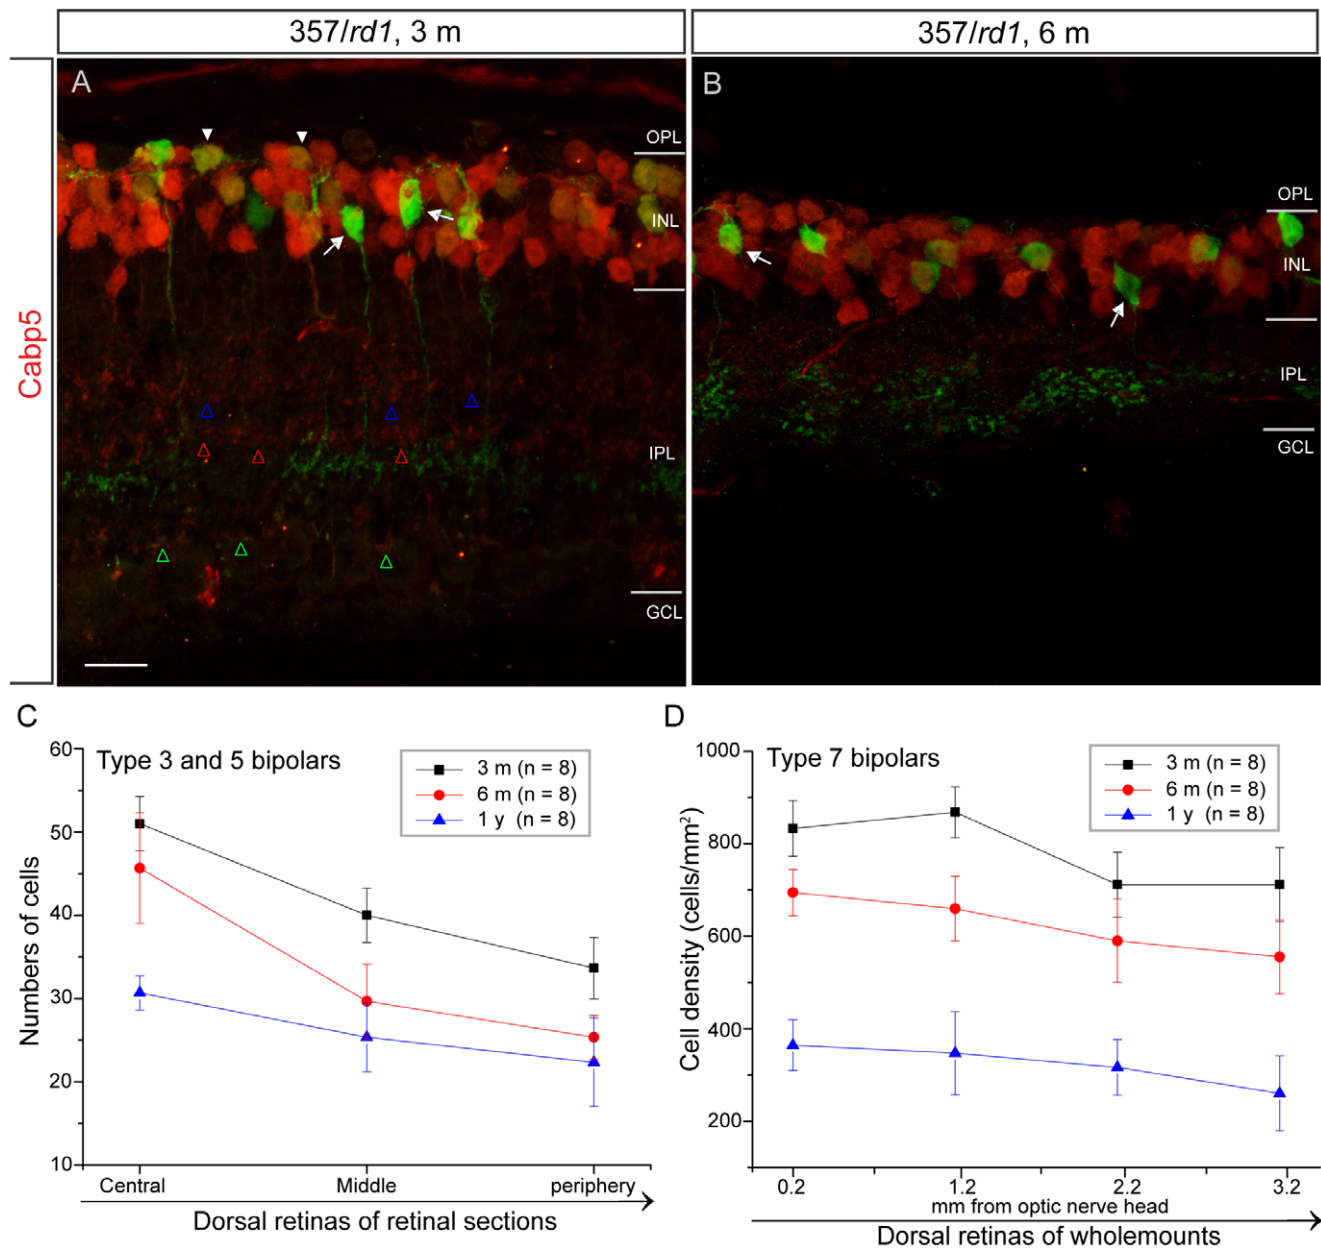 357/rd1, 3 m
357/rd1, 6 m
Cabp5
A
OPL
INL
IPL
GCL
B
OPL
INL
IPL
GCL
C
Type 3 and 5 bipolars
3 m (n = 8)
6 m (n = 8)
1 y (n = 8)
Numbers of cells
60
50
40
30
20
10
Central Middle periphery
Dorsal retinas of retinal sections
D
Type 7 bipolars
3 m (n = 8)
6 m (n = 8)
1 y (n = 8)
Cell density (cells/mm²)
1000
800
600
400
200
0.2 1.2 2.2 3.2
mm from optic nerve head
Dorsal retinas of wholemounts